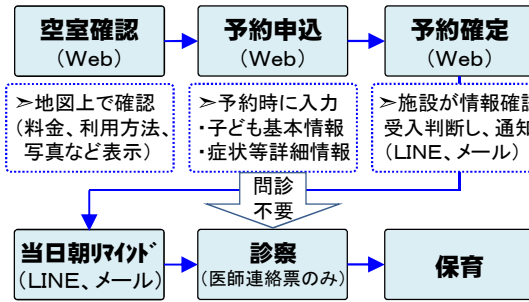 空室確認
(Web)
予約申込
(Web)
予約確定
(Web)
➢地図上で確認
(料金、利用方法、
写真など表示)
➢予約時に入力
・子ども基本情報
・症状等詳細情報
➢施設が情報確認
受入判断し、通知
(LINE、メール)
問診
不要
当日朝ﾘﾏｲﾝﾄﾞ
(LINE、メール)
診察
(医師連絡票のみ)
保育